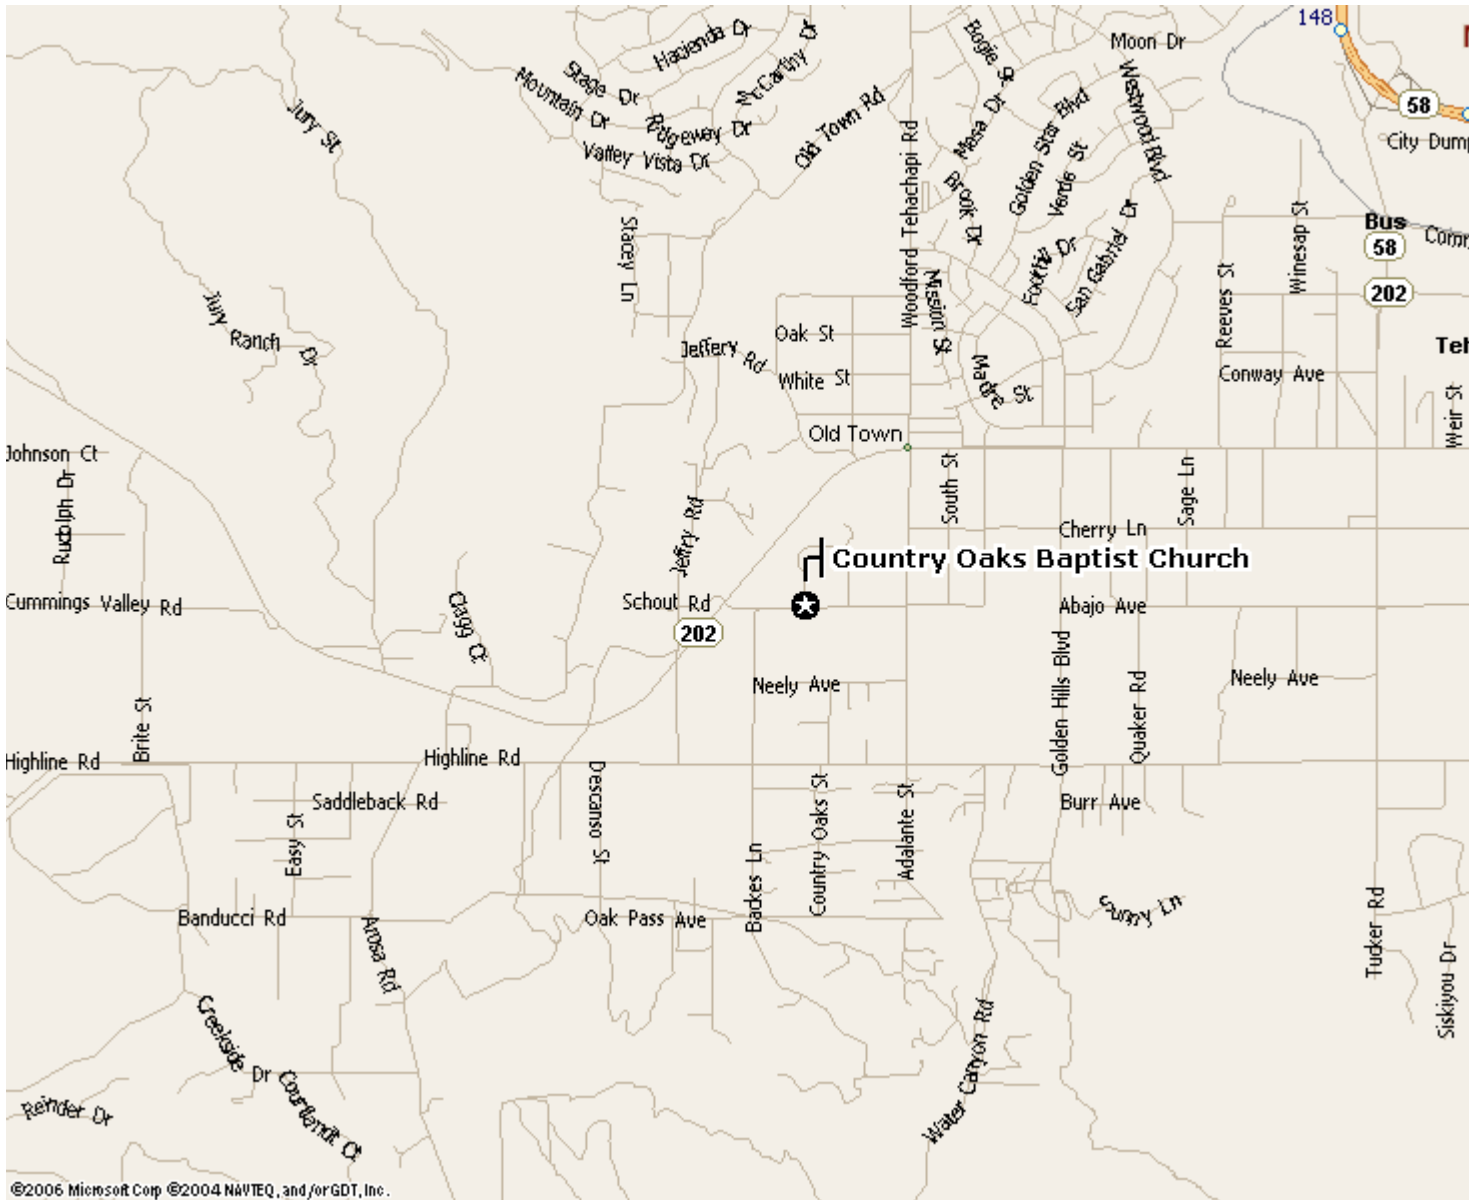 148
Moon Dr
Hacienda Dr
Bogie St
McCarthy Dr
Stage Dr
Mountain Dr
Ridgeway Dr
Valley Vista Dr
Old Town Rd
Westwood Blvd
Golden Star Blvd
Mesa Dr
58
City Dump
Jury St
Verde St
Brook Dr
Woodford Tehachapi Rd
Stacey Ln
San Gabriel Dr
Foothill Dr
Winesap St
Bus
58
Comm
202
Reeves St
Mission St
Jury Ranch Dr
Jeffery Rd
Oak St
White St
Madre St
Teh
Conway Ave
Weir St
Old Town
Johnson Ct
Rudolph Dr
South St
Sage Ln
Jeffry Rd
Cherry Ln
Country Oaks Baptist Church
Cummings Valley Rd
Clagg Ct
Schout Rd
202
Abajo Ave
Neely Ave
Golden Hills Blvd
Quaker Rd
Neely Ave
Brite St
Highline Rd
Highline Rd
Saddleback Rd
Easy St
Descanso St
Country Oaks St
Adalante St
Burr Ave
Backes Ln
Banducci Rd
Arosa Rd
Oak Pass Ave
Sunny Ln
Tucker Rd
Siskiyou Dr
Creekside Dr
Courtlandt Ct
Water Canyon Rd
Reinder Dr
©2006 Microsoft Corp ©2004 NAVTEQ, and/or GDT, Inc.